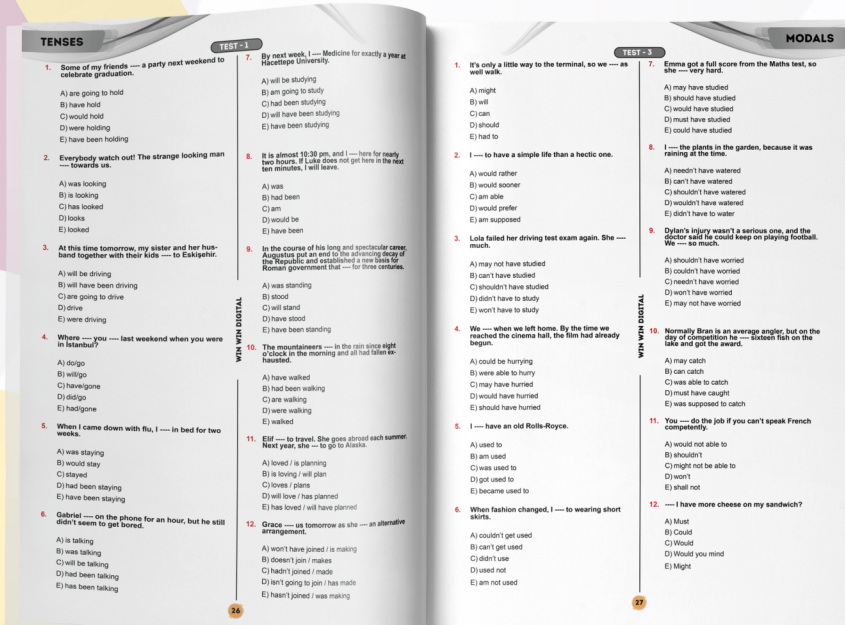 TENSES
TEST - 1
1. Some of my friends ---- a party next weekend to
celebrate graduation.
A) are going to hold
B) have hold
C) would hold
D) were holding
E) have been holding
2. Everybody watch out! The strange looking man
---- towards us.
A) was looking
B) is looking
C) has looked
D) looks
E) looked
3. At this time tomorrow, my sister and her hus-
band together with their kids ---- to Eskişehir.
A) will be driving
B) will have been driving
C) are going to drive
D) drive
E) were driving
4. Where ---- you ---- last weekend when you were
in İstanbul?
A) do/go
B) will/go
C) have/gone
D) did/go
E) had/gone
5. When I came down with flu, I ---- in bed for two
weeks.
A) was staying
B) would stay
C) stayed
D) had been staying
E) have been staying
6. Gabriel ---- on the phone for an hour, but he still
didn't seem to get bored.
A) is talking
B) was talking
C) will be talking
D) had been talking
E) has been talking
WIN WIN DIGITAL
7. By next week, I ---- Medicine for exactly a year at
Hacettepe University.
A) will be studying
B) am going to study
C) had been studying
D) will have been studying
E) have been studying
8. It is almost 10:30 pm, and I ---- here for nearly
two hours. If Luke does not get here in the next
ten minutes, I will leave.
A) was
B) had been
C) am
D) would be
E) have been
9. In the course of his long and spectacular career,
Augustus put an end to the advancing decay of
the Republic and established a new basis for
Roman government that ---- for three centuries.
A) was standing
B) stood
C) will stand
D) have stood
E) have been standing
10. The mountaineers ---- in the rain since eight
o'clock in the morning and all had fallen ex-
hausted.
A) have walked
B) had been walking
C) are walking
D) were walking
E) walked
11. Elif ---- to travel. She goes abroad each summer.
Next year, she --- to go to Alaska.
A) loved / is planning
B) is loving / will plan
C) loves / plans
D) will love / has planned
E) has loved / will have planned
12. Grace ---- us tomorrow as she ---- an alternative
arrangement.
A) won't have joined / is making
B) doesn't join / makes
C) hadn't joined / made
D) isn't going to join / has made
E) hasn't joined / was making
26
MODALS
TEST - 3
1. It's only a little way to the terminal, so we ---- as
well walk.
A) might
B) will
C) can
D) should
E) had to
2. I ---- to have a simple life than a hectic one.
A) would rather
B) would sooner
C) am able
D) would prefer
E) am supposed
3. Lola failed her driving test exam again. She ----
much.
A) may not have studied
B) can't have studied
C) shouldn't have studied
D) didn't have to study
E) won't have to study
4. We ---- when we left home. By the time we
reached the cinema hall, the film had already
begun.
A) could be hurrying
B) were able to hurry
C) may have hurried
D) would have hurried
E) should have hurried
5. I ---- have an old Rolls-Royce.
A) used to
B) am used
C) was used to
D) got used to
E) became used to
6. When fashion changed, I ---- to wearing short
skirts.
A) couldn't get used
B) can't get used
C) didn't use
D) used not
E) am not used
WIN WIN DIGITAL
7. Emma got a full score from the Maths test, so
she ---- very hard.
A) may have studied
B) should have studied
C) would have studied
D) must have studied
E) could have studied
8. I ---- the plants in the garden, because it was
raining at the time.
A) needn't have watered
B) can't have watered
C) shouldn't have watered
D) wouldn't have watered
E) didn't have to water
9. Dylan's injury wasn't a serious one, and the
doctor said he could keep on playing football.
We ---- so much.
A) shouldn't have worried
B) couldn't have worried
C) needn't have worried
D) won't have worried
E) may not have worried
10. Normally Bran is an average angler, but on the
day of competition he ---- sixteen fish on the
lake and got the award.
A) may catch
B) can catch
C) was able to catch
D) must have caught
E) was supposed to catch
11. You ---- do the job if you can't speak French
competently.
A) would not able to
B) shouldn't
C) might not be able to
D) won't
E) shall not
12. ---- I have more cheese on my sandwich?
A) Must
B) Could
C) Would
D) Would you mind
E) Might
27